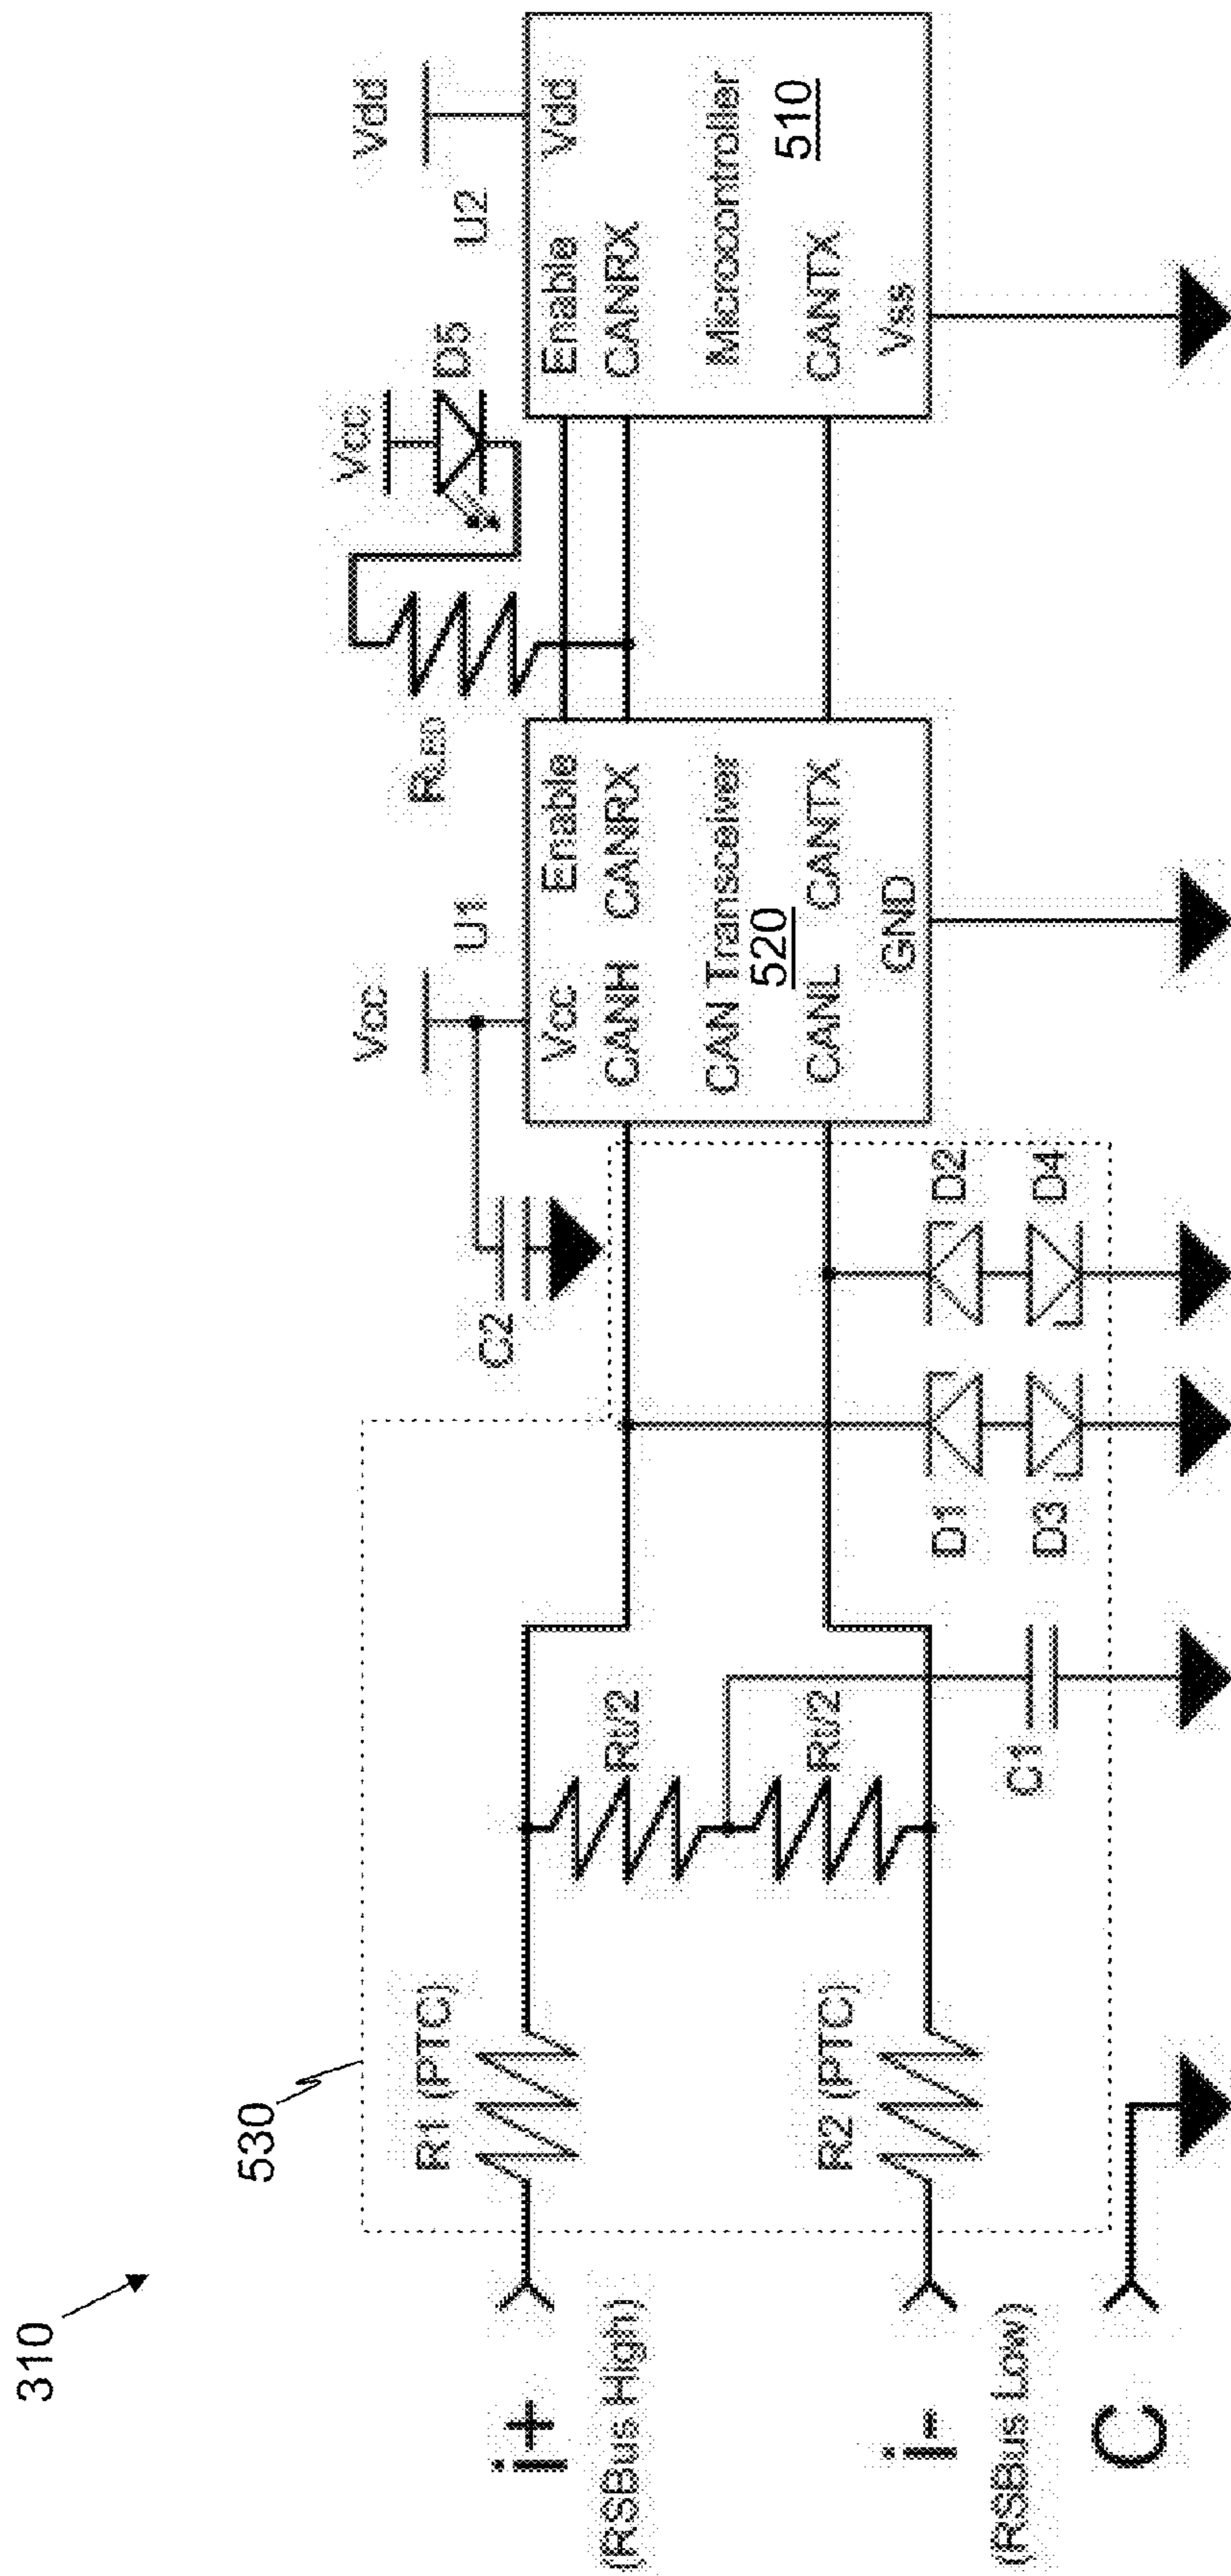 310
530
i+
(RSBus High)
R1 (PTC)
Rt/2
Rt/2
i-
(RSBus Low)
R2 (PTC)
C
C1
D1
D3
D2
D4
C2
Vcc
U1
Vcc
Enable
CANH
CANRX
CAN Transceiver
520
CANL
CANTX
GND
RLED
Vcc
D5
Vdd
U2
Vdd
Enable
CANRX
Microcontroller
510
CANTX
Vss